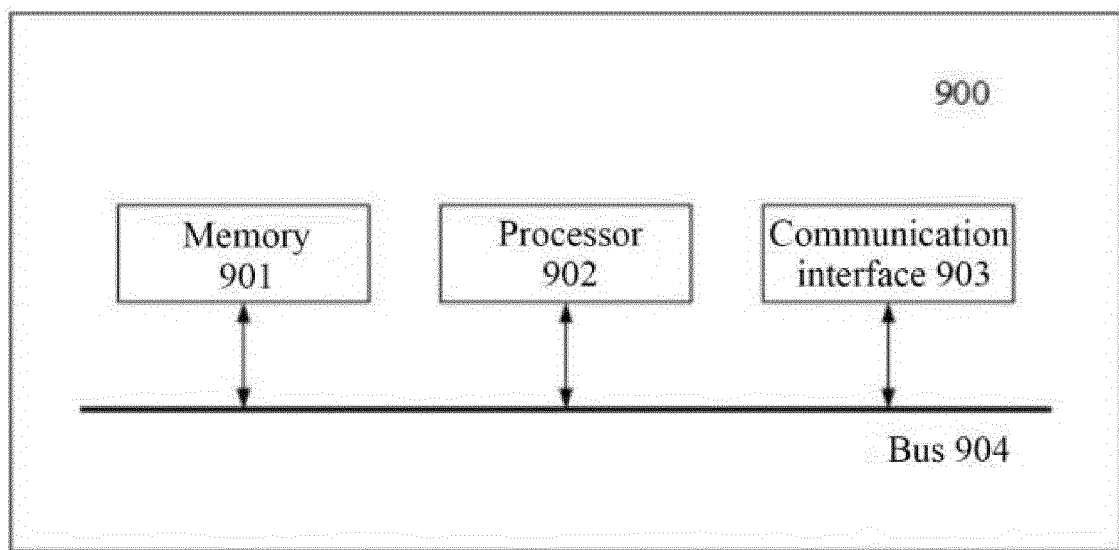 900
Memory
901
Processor
902
Communication
interface 903
Bus 904